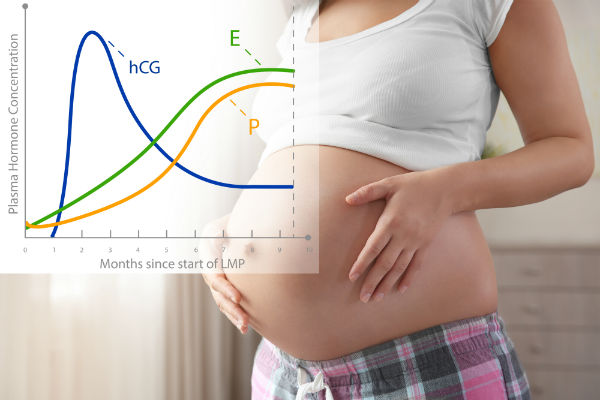 Plasma Hormone Concentration
E
hCG
P
0 1 2 3 4 5 6 7 8 9 10
Months since start of LMP